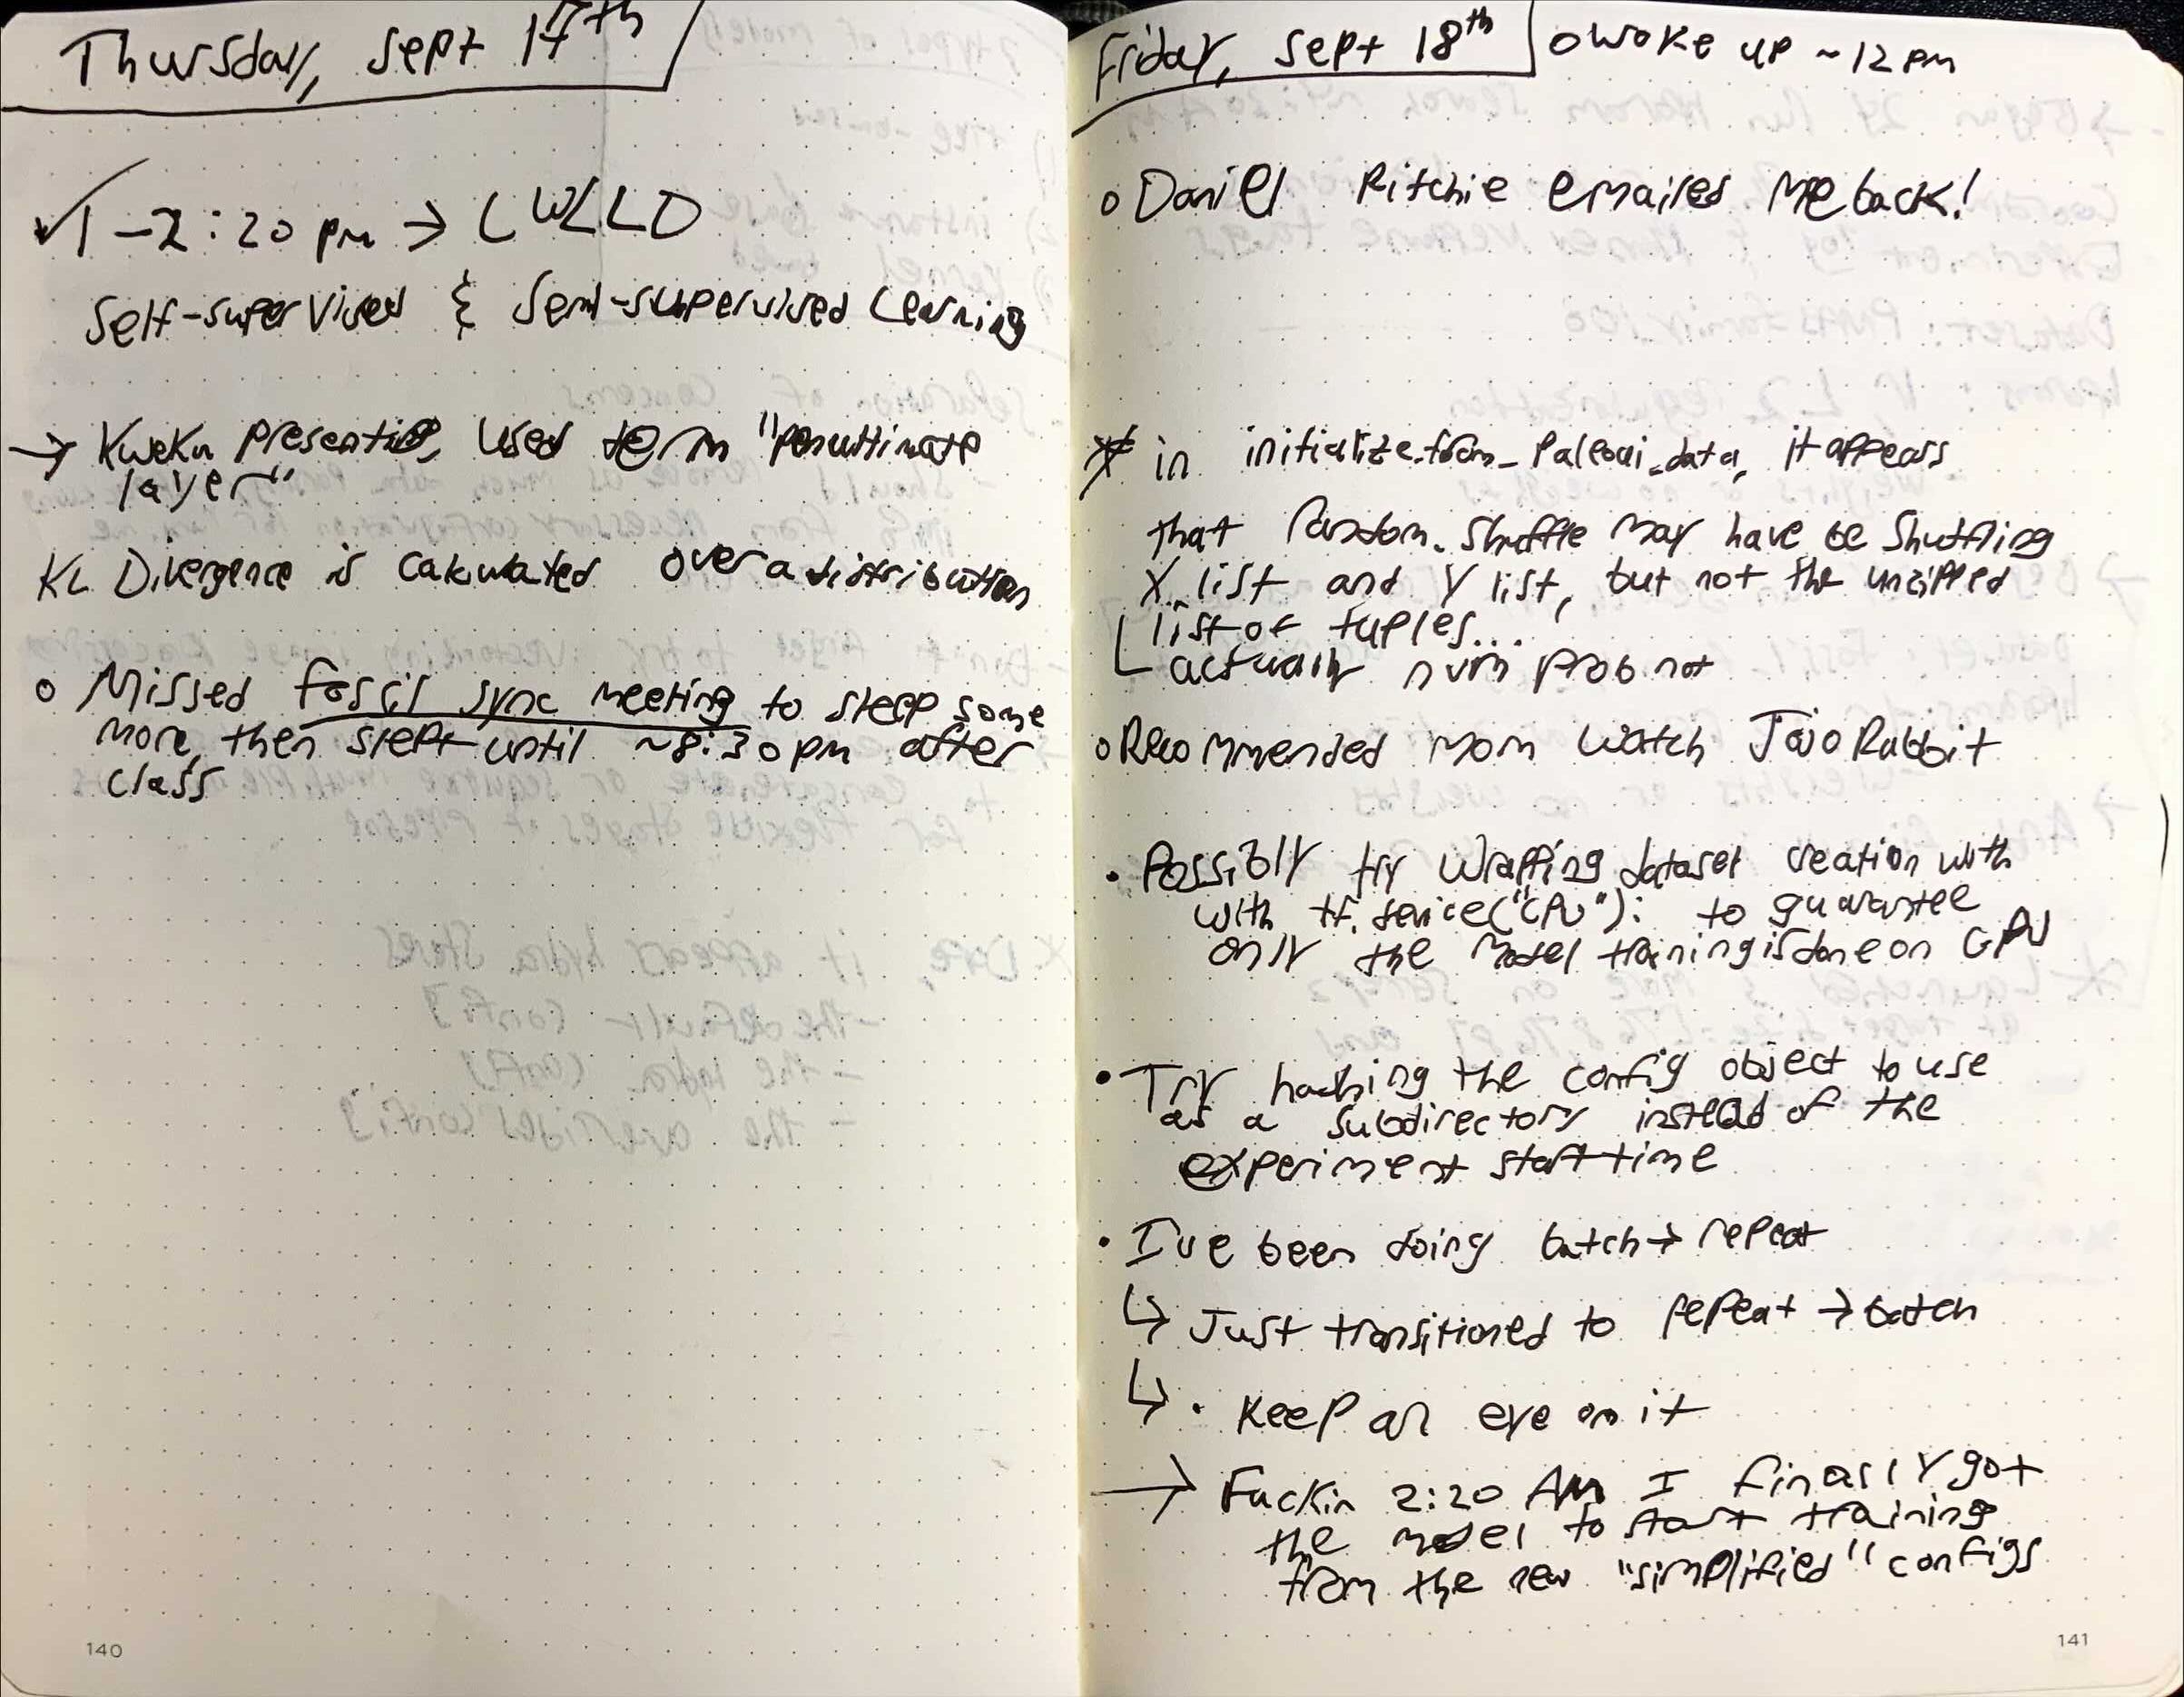 Thursday, Sept 17th
✓ 1-2:20 pm → LWLLD
Self-supervised & Semi-supervised Learning
→ Kweku presenting, used term "penultimate
layer"
KL Divergence is calculated over a distribution
o Missed fossil sync meeting to sleep some
more, then slept until ~8:30pm after
class
140
Friday, Sept 18th o woke up ~12pm
o Daniel Ritchie emailed me back!
* in initialize_from_paleoai_data, it appears
that random.shuffle may have be shuffling
X list and Y list, but not the unzipped
list of tuples...
actually nvm prob not
o Recommended mom watch JoJo Rabbit
• Possibly try wrapping dataset creation with
with tf.device("CPU"): to guarantee
only the model training is done on GPU
• Try hashing the config object to use
as a subdirectory instead of the
experiment start time
• I've been doing batch → repeat
↳ Just transitioned to repeat → batch
↳ • Keep an eye on it
→ Fuckin 2:20 AM I finally got
the model to start training
from the new "simplified" configs
141